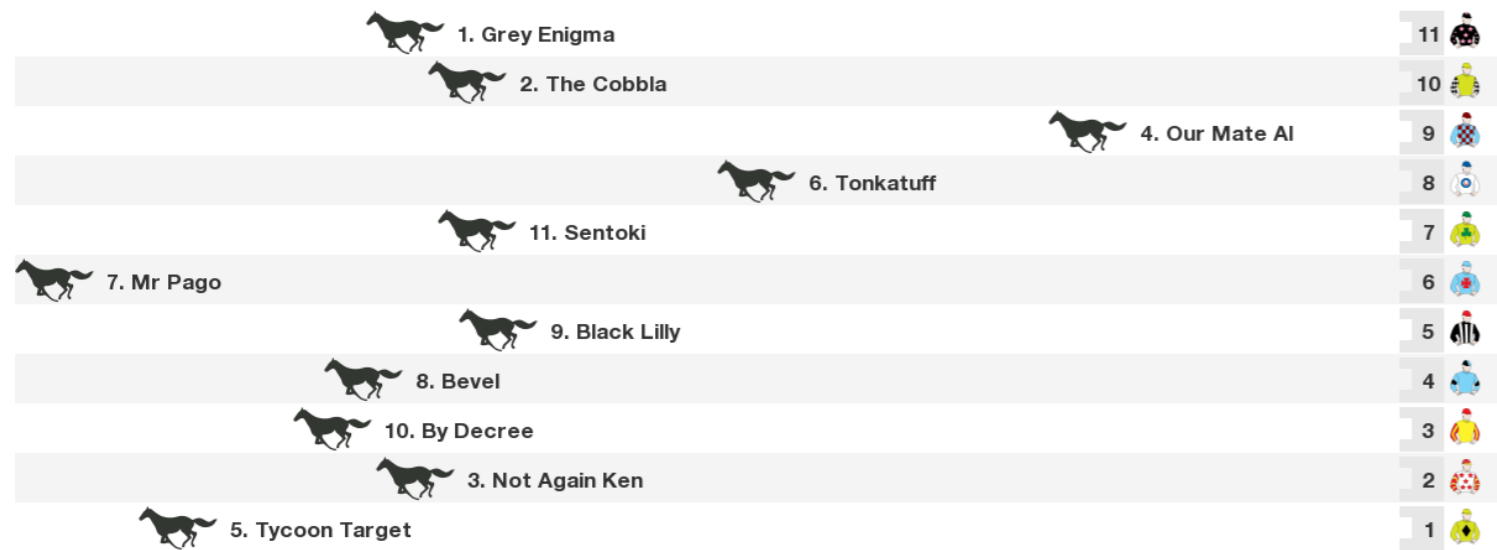 1. Grey Enigma 11
2. The Cobbla 10
4. Our Mate Al 9
6. Tonkatuff 8
11. Sentoki 7
7. Mr Pago 6
9. Black Lilly 5
8. Bevel 4
10. By Decree 3
3. Not Again Ken 2
5. Tycoon Target 1